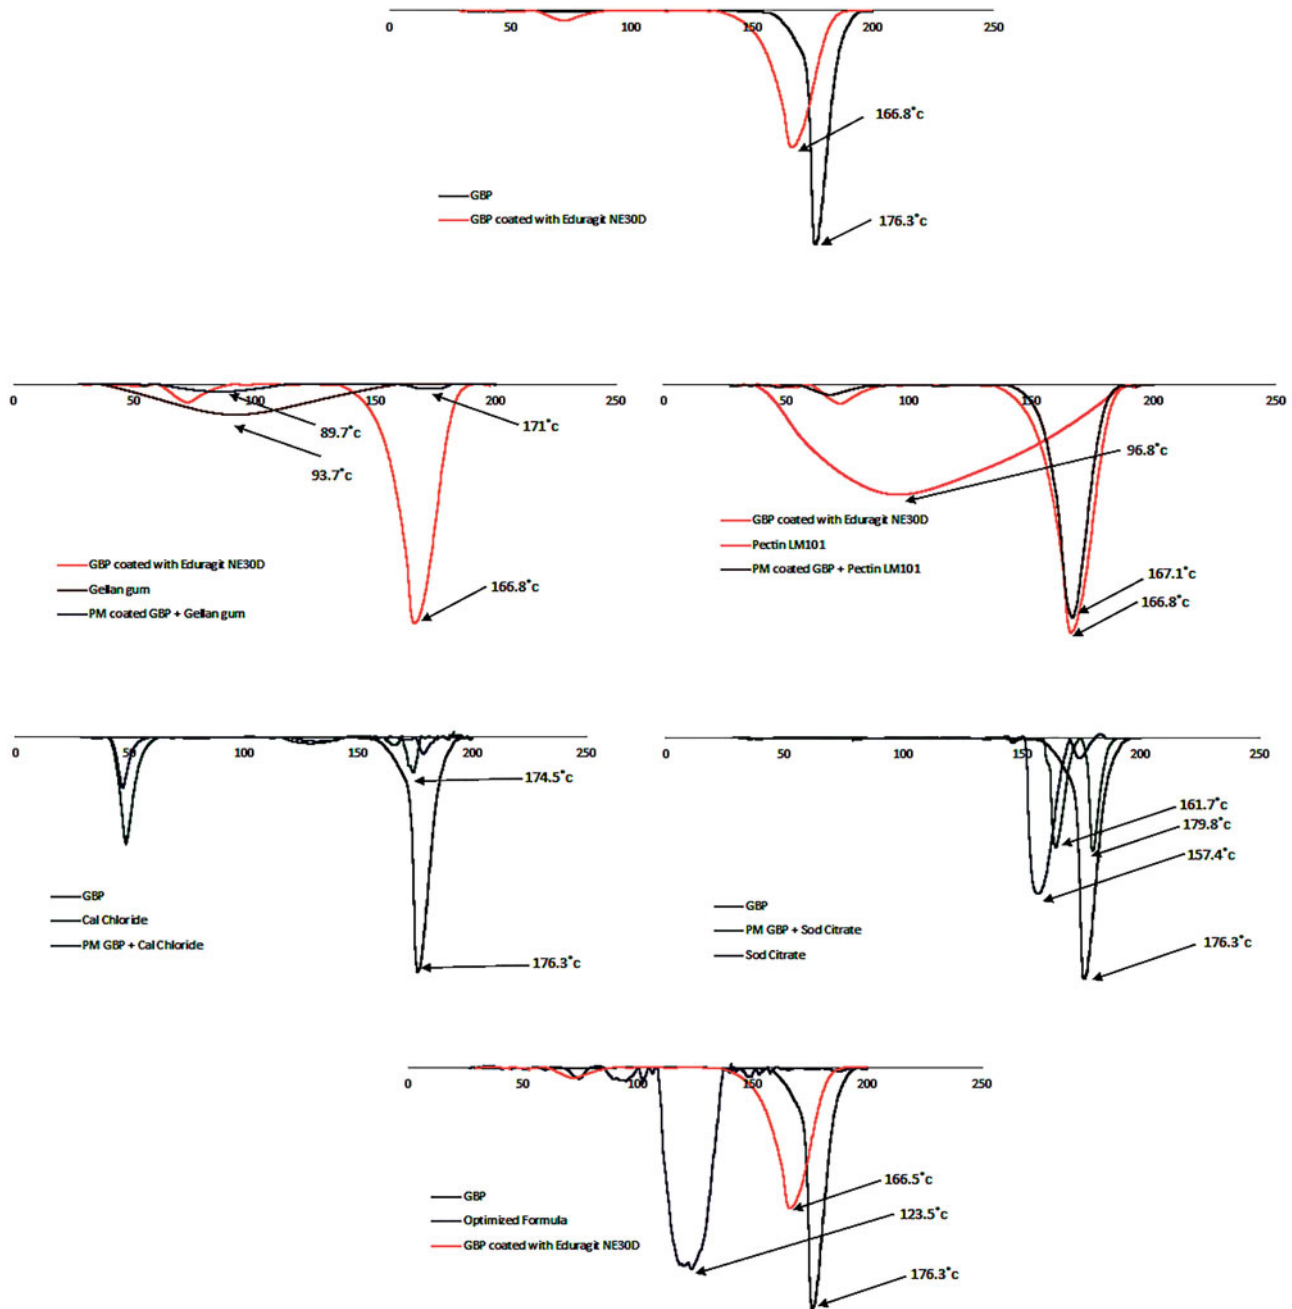 0 50 100 150 200 250
166.8°c
GBP
GBP coated with Eduragit NE30D
176.3°c
0 50 100 150 200 250
89.7°c
171°c
93.7°c
GBP coated with Eduragit NE30D
Gellan gum
PM coated GBP + Gellan gum
166.8°c
0 50 100 150 200 250
96.8°c
GBP coated with Eduragit NE30D
Pectin LM101
PM coated GBP + Pectin LM101
167.1°c
166.8°c
0 50 100 150 200 250
174.5°c
GBP
Cal Chloride
PM GBP + Cal Chloride
176.3°c
0 50 100 150 200 250
161.7°c
179.8°c
157.4°c
GBP
PM GBP + Sod Citrate
Sod Citrate
176.3°c
0 50 100 150 200 250
166.5°c
GBP
123.5°c
Optimized Formula
GBP coated with Eduragit NE30D
176.3°c